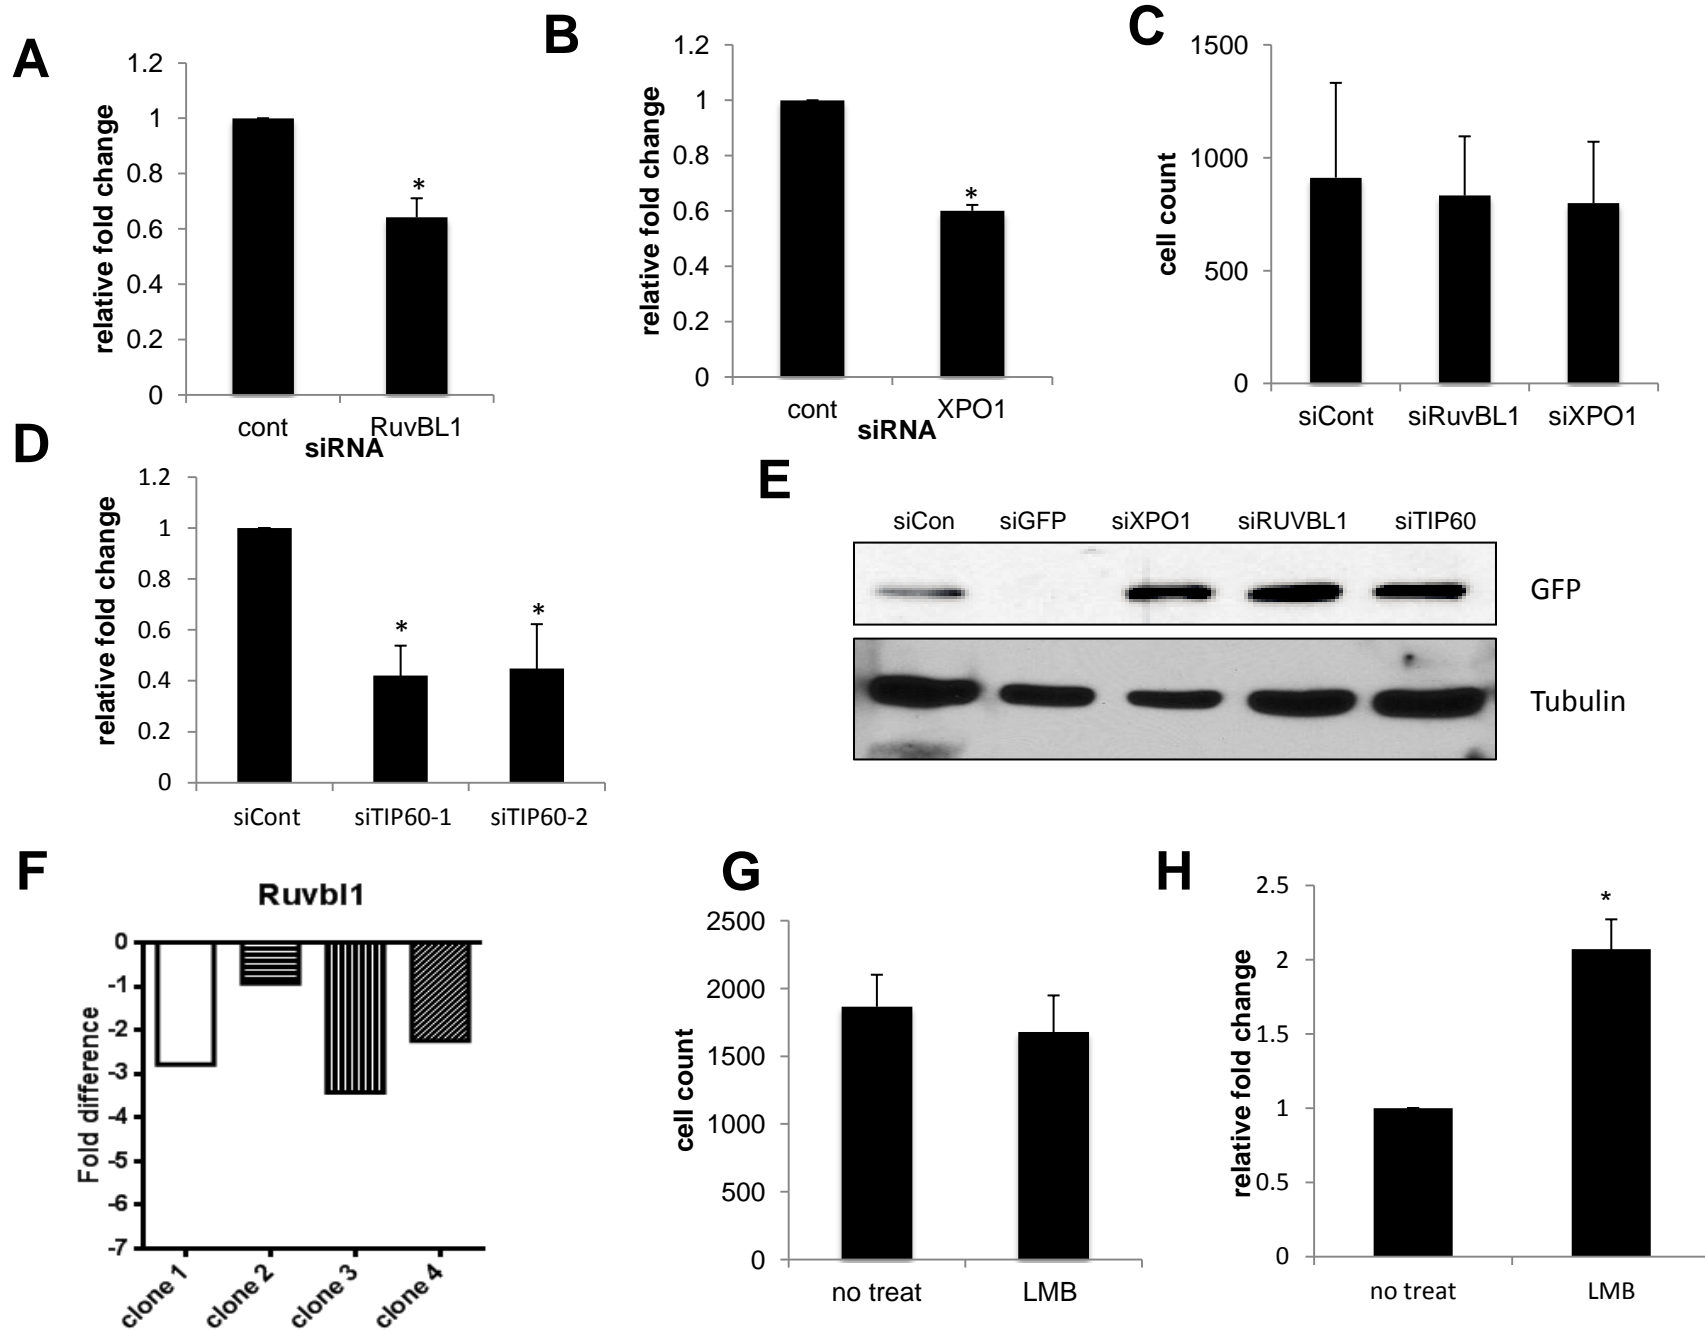 A
1.2
1
0.8
0.6
0.4
0.2
0
relative fold change
*
cont
RuvBL1
siRNA
B
1.2
1
0.8
0.6
0.4
0.2
0
relative fold change
*
cont
XPO1
siRNA
C
1500
1000
500
0
cell count
siCont
siRuvBL1
siXPO1
D
1.2
1
0.8
0.6
0.4
0.2
0
relative fold change
*
*
siCont
siTIP60-1
siTIP60-2
E
siCon
siGFP
siXPO1
siRUVBL1
siTIP60
GFP
Tubulin
F
Ruvbl1
0
-1
-2
-3
-4
-5
-6
-7
Fold difference
clone 1
clone 2
clone 3
clone 4
G
2500
2000
1500
1000
500
0
cell count
no treat
LMB
H
2.5
2
1.5
1
0.5
0
relative fold change
*
no treat
LMB